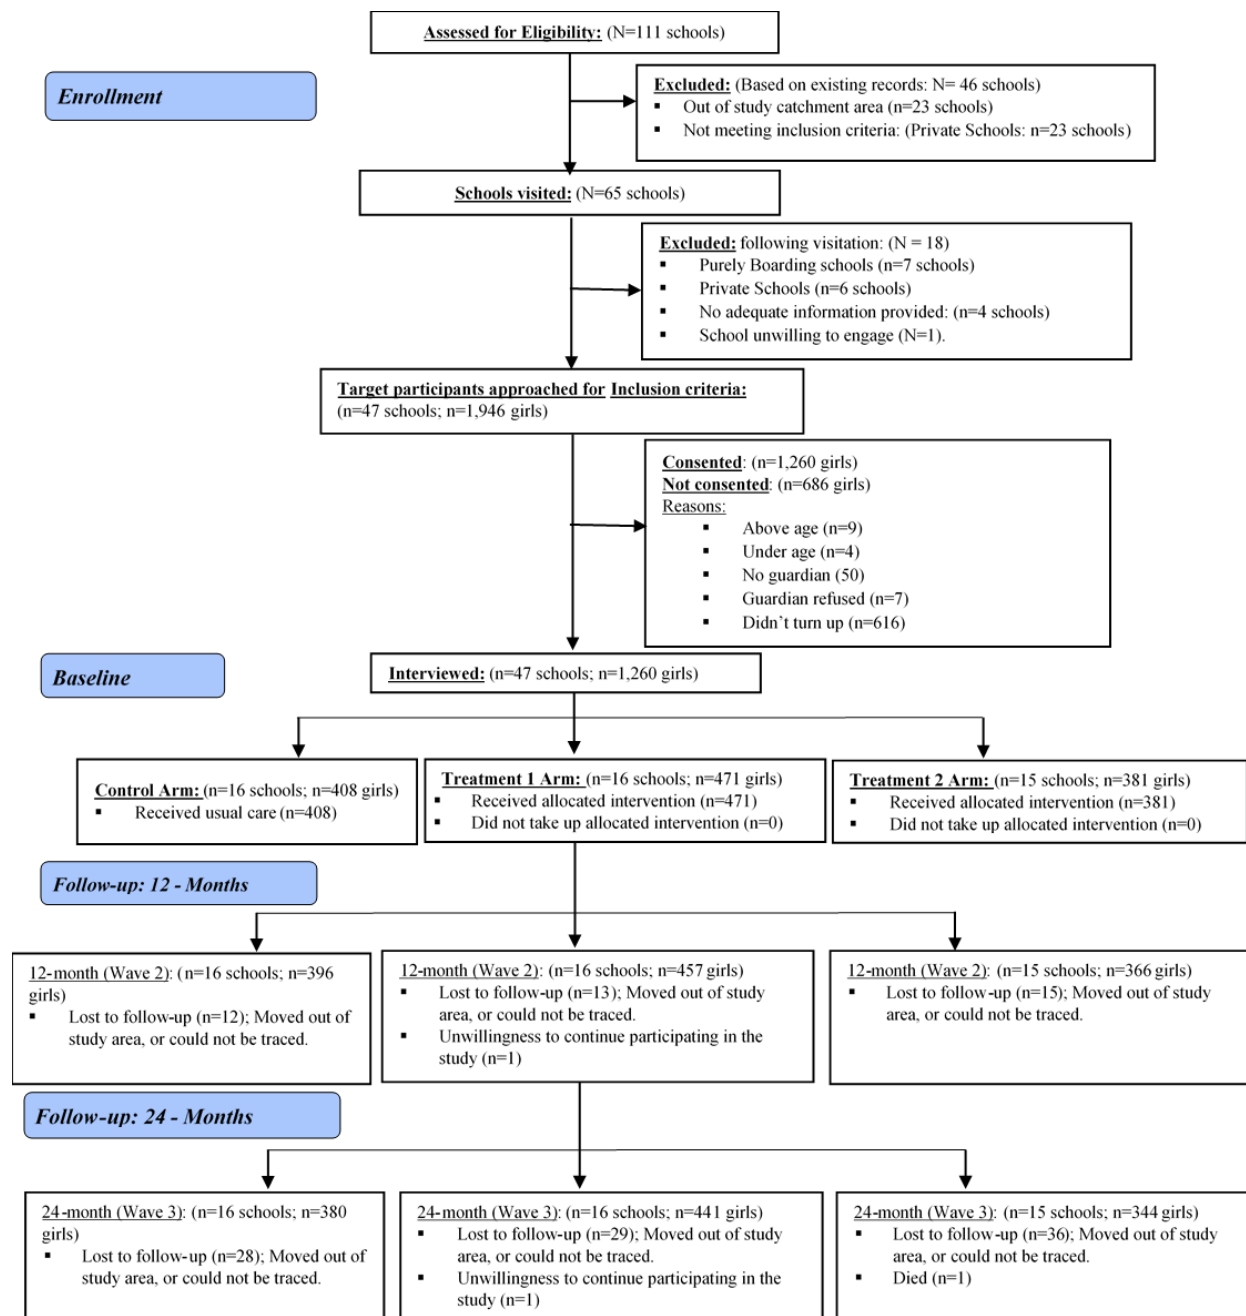 Assessed for Eligibility: (N=111 schools)
Enrollment
Excluded: (Based on existing records: N= 46 schools)
▪ Out of study catchment area (n=23 schools)
▪ Not meeting inclusion criteria: (Private Schools: n=23 schools)
Schools visited: (N=65 schools)
Excluded: following visitation: (N = 18)
▪ Purely Boarding schools (n=7 schools)
▪ Private Schools (n=6 schools)
▪ No adequate information provided: (n=4 schools)
▪ School unwilling to engage (N=1).
Target participants approached for Inclusion criteria:
(n=47 schools; n=1,946 girls)
Consented: (n=1,260 girls)
Not consented: (n=686 girls)
Reasons:
▪ Above age (n=9)
▪ Under age (n=4)
▪ No guardian (50)
▪ Guardian refused (n=7)
▪ Didn’t turn up (n=616)
Baseline
Interviewed: (n=47 schools; n=1,260 girls)
Control Arm: (n=16 schools; n=408 girls)
▪ Received usual care (n=408)
Treatment 1 Arm: (n=16 schools; n=471 girls)
▪ Received allocated intervention (n=471)
▪ Did not take up allocated intervention (n=0)
Treatment 2 Arm: (n=15 schools; n=381 girls)
▪ Received allocated intervention (n=381)
▪ Did not take up allocated intervention (n=0)
Follow-up: 12 - Months
12-month (Wave 2): (n=16 schools; n=396
girls)
▪ Lost to follow-up (n=12); Moved out of
study area, or could not be traced.
12-month (Wave 2): (n=16 schools; n=457 girls)
▪ Lost to follow-up (n=13); Moved out of study
area, or could not be traced.
▪ Unwillingness to continue participating in the
study (n=1)
12-month (Wave 2): (n=15 schools; n=366 girls)
▪ Lost to follow-up (n=15); Moved out of study
area, or could not be traced.
Follow-up: 24 - Months
24-month (Wave 3): (n=16 schools; n=380
girls)
▪ Lost to follow-up (n=28); Moved out of
study area, or could not be traced.
24-month (Wave 3): (n=16 schools; n=441 girls)
▪ Lost to follow-up (n=29); Moved out of study
area, or could not be traced.
▪ Unwillingness to continue participating in the
study (n=1)
24-month (Wave 3): (n=15 schools; n=344 girls)
▪ Lost to follow-up (n=36); Moved out of study
area, or could not be traced.
▪ Died (n=1)